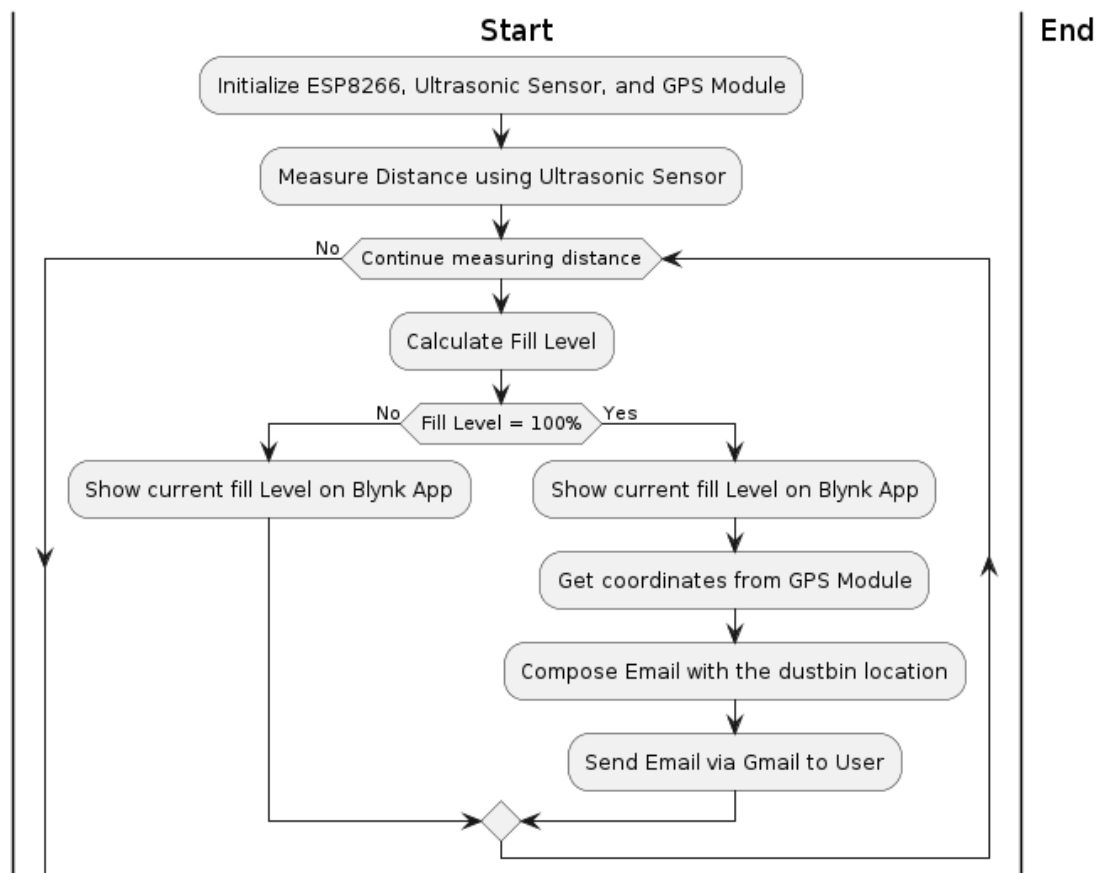 Start
End
Initialize ESP8266, Ultrasonic Sensor, and GPS Module
Measure Distance using Ultrasonic Sensor
No
Continue measuring distance
Calculate Fill Level
No
Fill Level = 100%
Yes
Show current fill Level on Blynk App
Show current fill Level on Blynk App
Get coordinates from GPS Module
Compose Email with the dustbin location
Send Email via Gmail to User